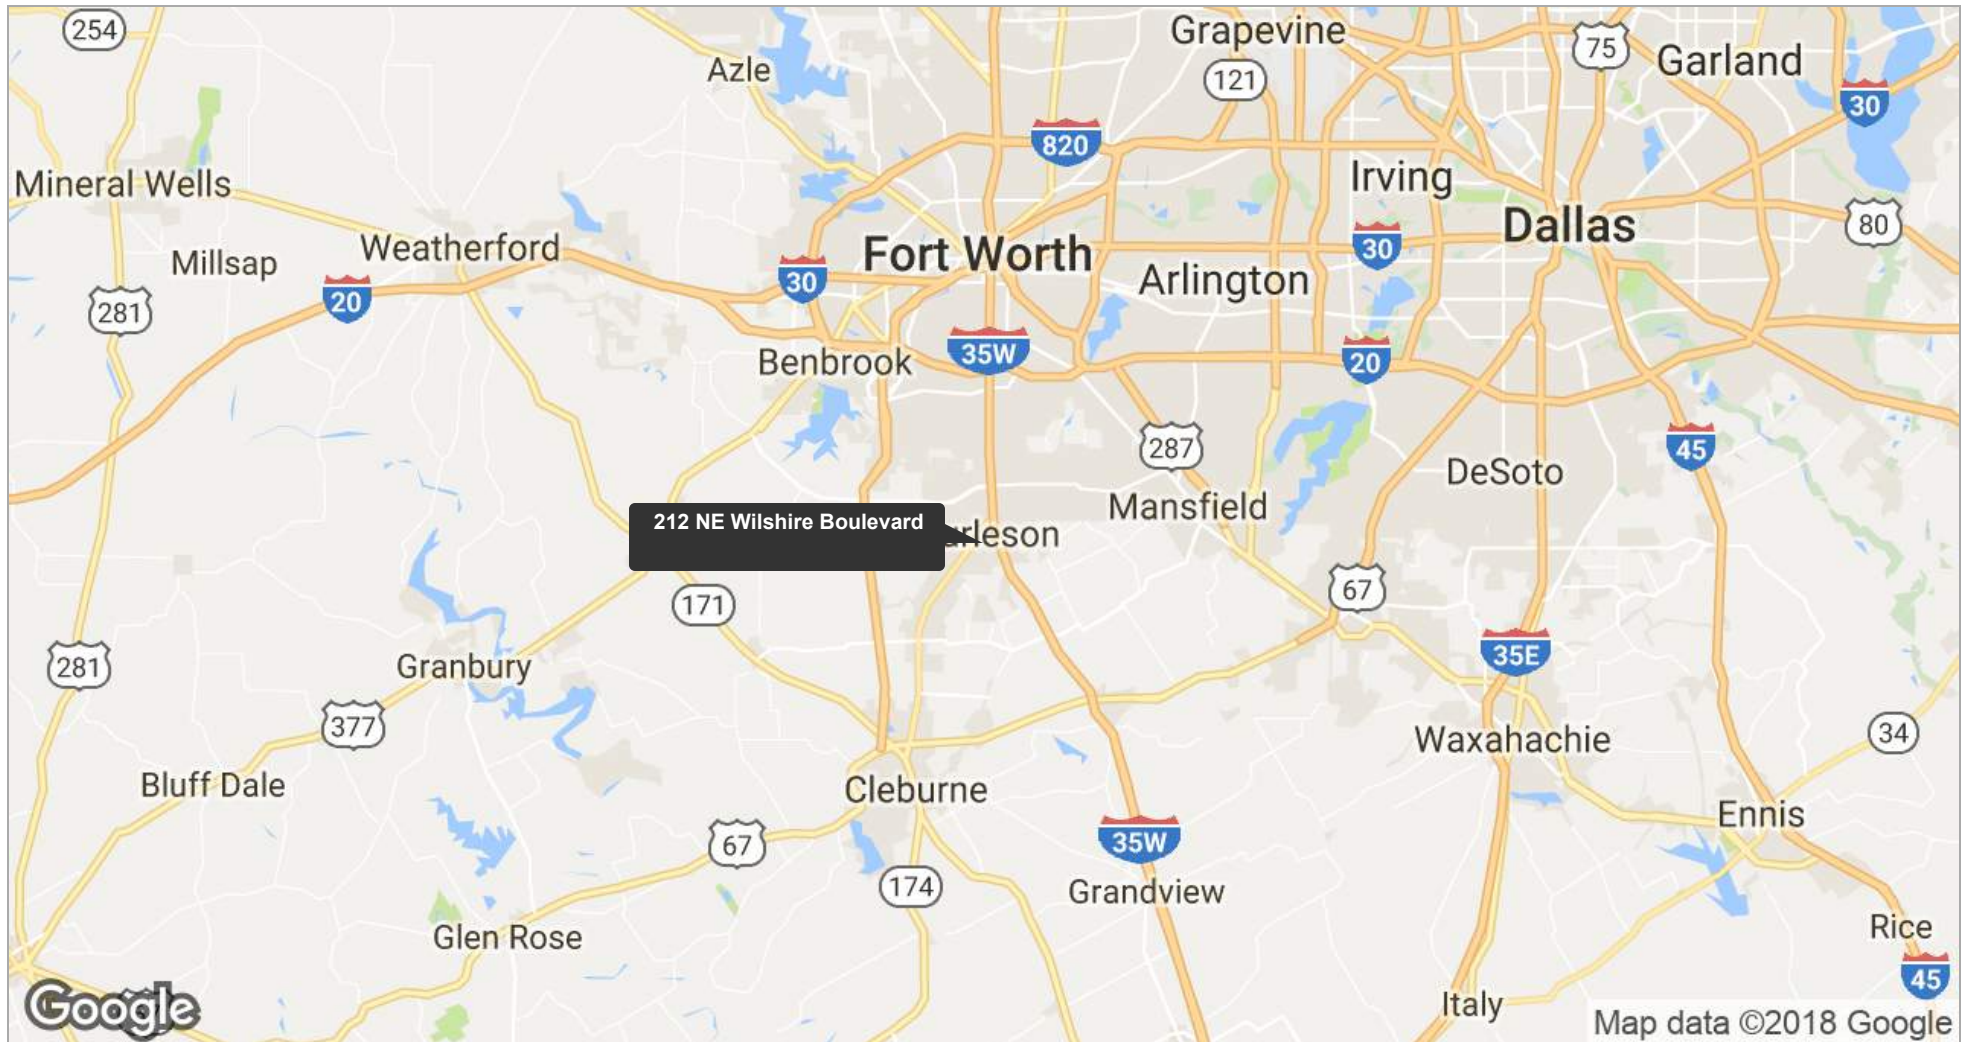 254
Azle
Grapevine
121
75
Garland
30
820
Mineral Wells
Irving
Dallas
80
Millsap
Weatherford
Fort Worth
30
Arlington
30
281
20
Benbrook
35W
20
287
45
DeSoto
Mansfield
212 NE Wilshire Boulevard
urleson
67
171
281
Granbury
35E
377
Waxahachie
34
Bluff Dale
Cleburne
Ennis
67
35W
174
Grandview
Glen Rose
Rice
45
Google
Italy
Map data ©2018 Google